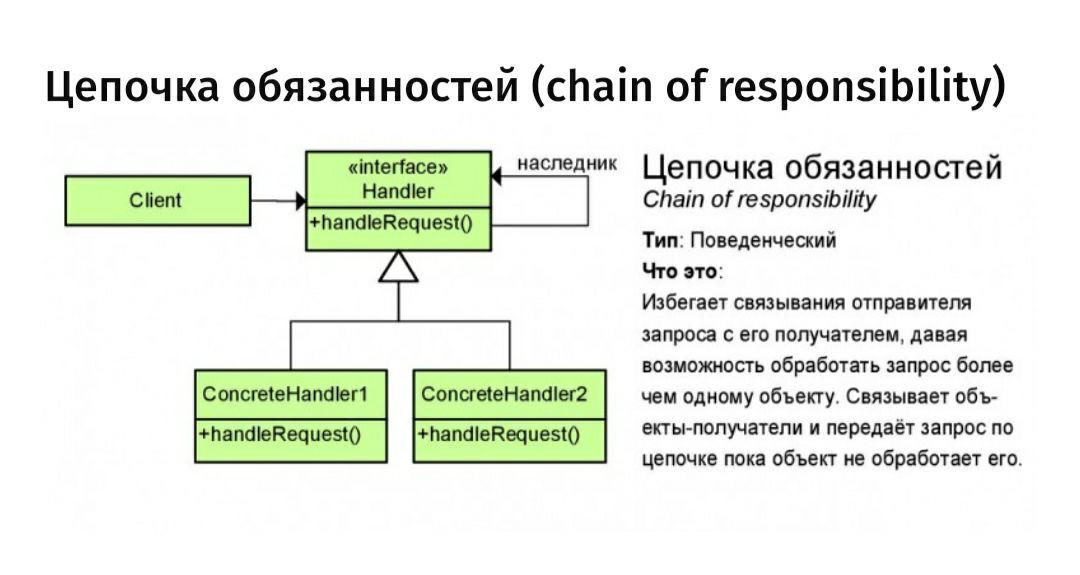 Цепочка обязанностей (chain of responsibility)
Client
«interface»
Handler
+handleRequest()
наследник
ConcreteHandler1
+handleRequest()
ConcreteHandler2
+handleRequest()
Цепочка обязанностей
Chain of responsibility
Тип: Поведенческий
Что это:
Избегает связывания отправителя
запроса с его получателем, давая
возможность обработать запрос более
чем одному объекту. Связывает объ-
екты-получатели и передаёт запрос по
цепочке пока объект не обработает его.